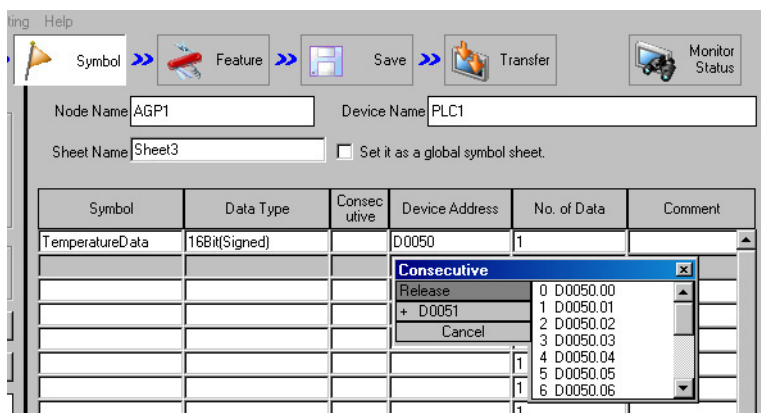 ting Help
Symbol Feature Save Transfer Monitor Status
Node Name AGP1 Device Name PLC1
Sheet Name Sheet3 Set it as a global symbol sheet.
Symbol Data Type Consec utive Device Address No. of Data Comment
TemperatureData 16Bit(Signed) D0050 1
Consecutive
Release
+ D0051
Cancel
0 D0050.00
1 D0050.01
2 D0050.02
3 D0050.03
4 D0050.04
5 D0050.05
6 D0050.06
1
1
1